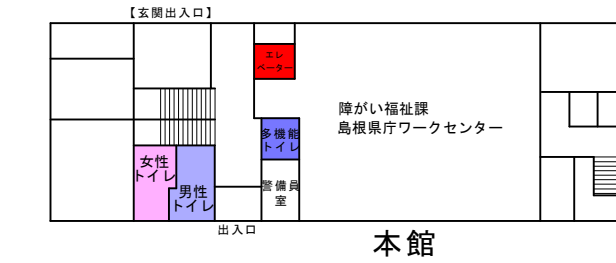 【玄関出入口】
エレ
ベーター
障がい福祉課
島根県庁ワークセンター
多機能
トイレ
女性
トイレ
男性
トイレ
警備員
室
出入口
本館